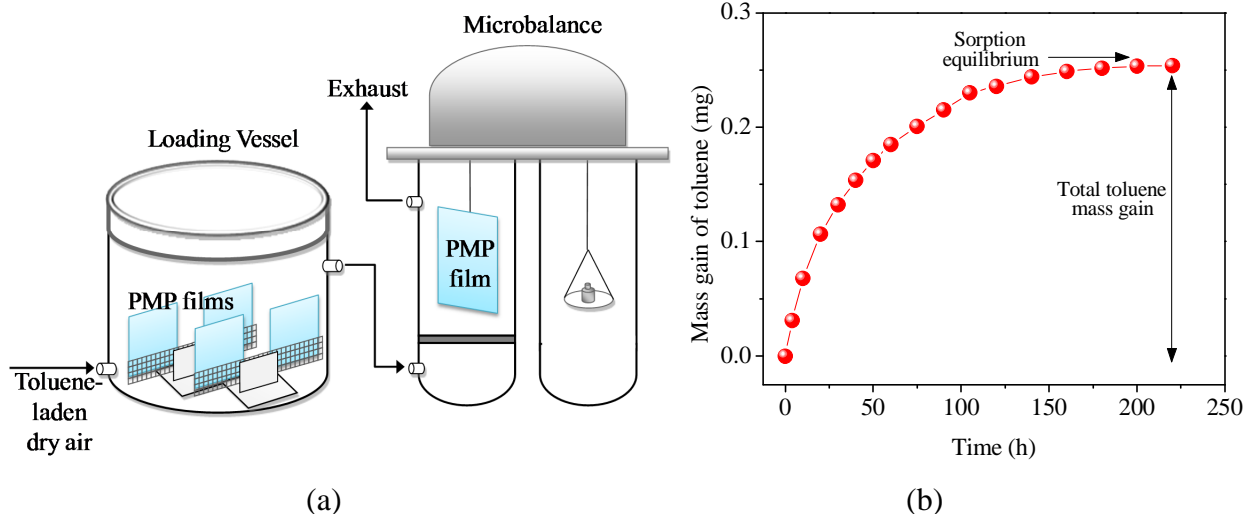 Microbalance
Exhaust
Loading Vessel
PMP
film
PMP films
Toluene-
laden
dry air
(a)
0.3
0.2
0.1
0.0
Mass gain of toluene (mg)
Sorption
equilibrium
Total toluene
mass gain
0 50 100 150 200 250
Time (h)
(b)